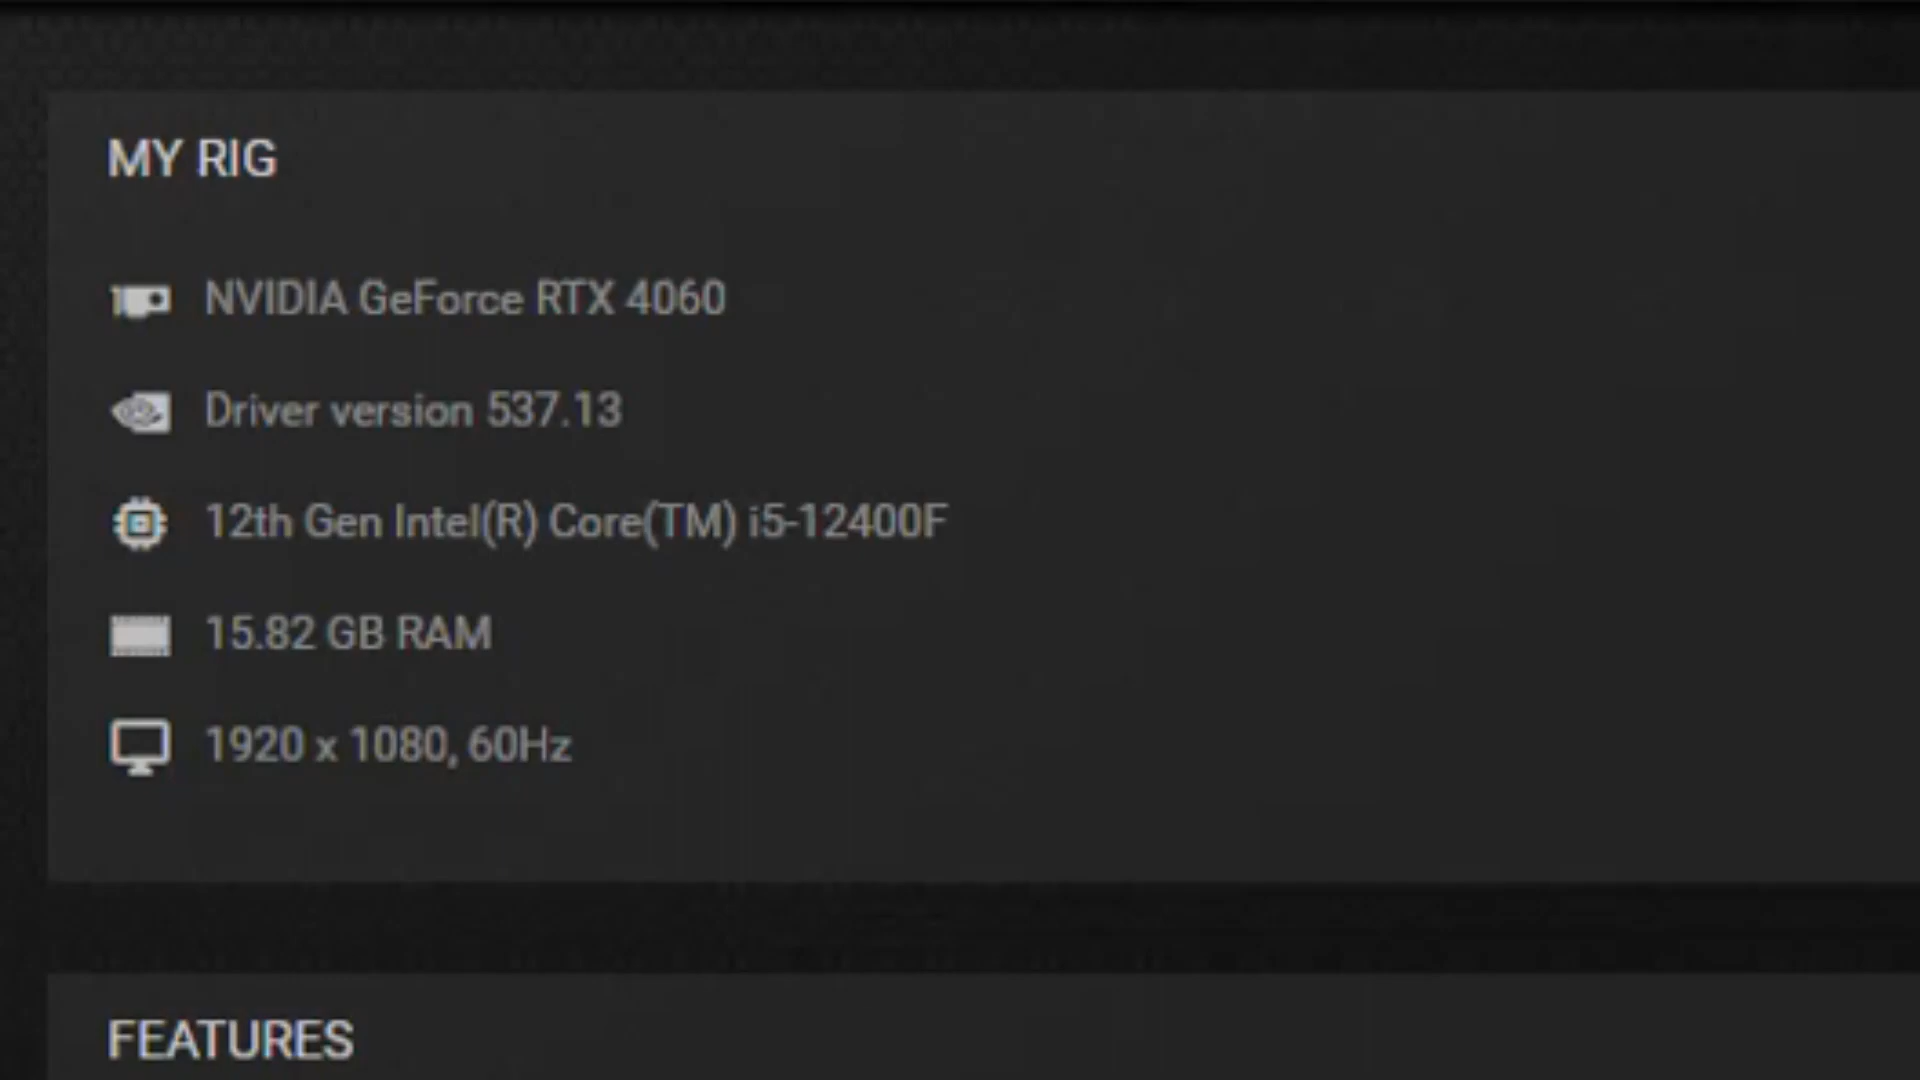 MY RIG
NVIDIA GeForce RTX 4060
Driver version 537.13
12th Gen Intel(R) Core(TM) i5-12400F
15.82 GB RAM
1920 x 1080, 60Hz
FEATURES